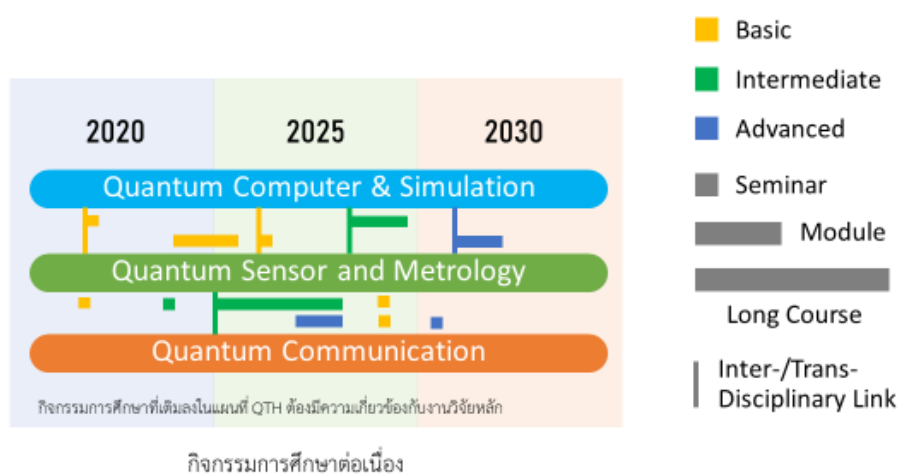 2020
2025
2030
Quantum Computer & Simulation
Quantum Sensor and Metrology
Quantum Communication
กิจกรรมการศึกษาที่เติมลงในแผนที่ QTH ต้องมีความเกี่ยวข้องกับงานวิจัยหลัก
กิจกรรมการศึกษาต่อเนื่อง
Basic
Intermediate
Advanced
Seminar
Module
Long Course
Inter-/Trans-
Disciplinary Link